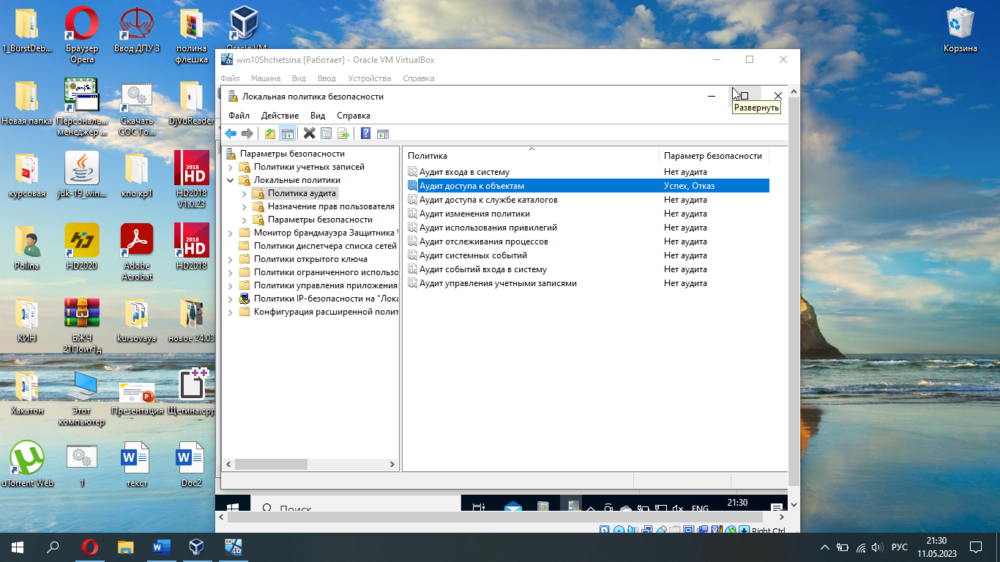 1_BurstDeb...
Браузер
Opera
Ввод ДПУ 3
полина
флешка
Oracle VM
Корзина
Новая папка
Персональ...
менеджер ...
Скачать
СОС Го...
DjVuReader
курсовая
jdk-19_win...
кпо кр1
HD2018
V1.0.23
Polina
HD2020
Adobe
Acrobat
HD2018
КИН
БЖЧ
21Поит1д
kursovaya
новое 24.03
Хакатон
Этот
компьютер
Презентация
Щетина.cpp
uTorrent Web
1
текст
Doc2
win10Shchetsina [Работает] - Oracle VM VirtualBox
Файл Машина Вид Ввод Устройства Справка
Локальная политика безопасности
Развернуть
Файл Действие Вид Справка
Параметры безопасности
Политики учетных записей
Локальные политики
Политика аудита
Назначение прав пользователя
Параметры безопасности
Монитор брандмауэра Защитника
Политики диспетчера списка сетей
Политики открытого ключа
Политики ограниченного использо
Политики управления приложения
Политики IP-безопасности на "Лока
Конфигурация расширенной полит
Политика Параметр безопасности
Аудит входа в систему Нет аудита
Аудит доступа к объектам Успех, Отказ
Аудит доступа к службе каталогов Нет аудита
Аудит изменения политики Нет аудита
Аудит использования привилегий Нет аудита
Аудит отслеживания процессов Нет аудита
Аудит системных событий Нет аудита
Аудит событий входа в систему Нет аудита
Аудит управления учетными записями Нет аудита
Поиск
ENG
21:30
Right Ctrl
РУС
21:30
11.05.2023